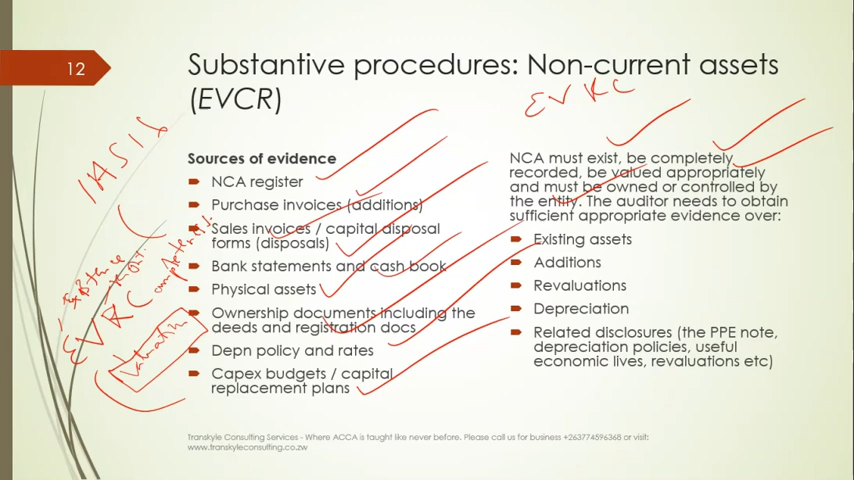 12
Substantive procedures: Non-current assets
(EVCR)
EVRC
IAS16
Sources of evidence
NCA register
Purchase invoices (additions)
Sales invoices / capital disposal
forms (disposals)
Bank statements and cash book
Physical assets
Ownership documents including the
deeds and registration docs
Depn policy and rates
Capex budgets / capital
replacement plans
Existence
completeness
EVRC
Valuation
NCA must exist, be completely
recorded, be valued appropriately
and must be owned or controlled by
the entity. The auditor needs to obtain
sufficient appropriate evidence over:
Existing assets
Additions
Revaluations
Depreciation
Related disclosures (the PPE note,
depreciation policies, useful
economic lives, revaluations etc)
Transkyle Consulting Services - Where ACCA is taught like never before. Please call us for business +263774596368 or visit:
www.transkyleconsulting.co.zw